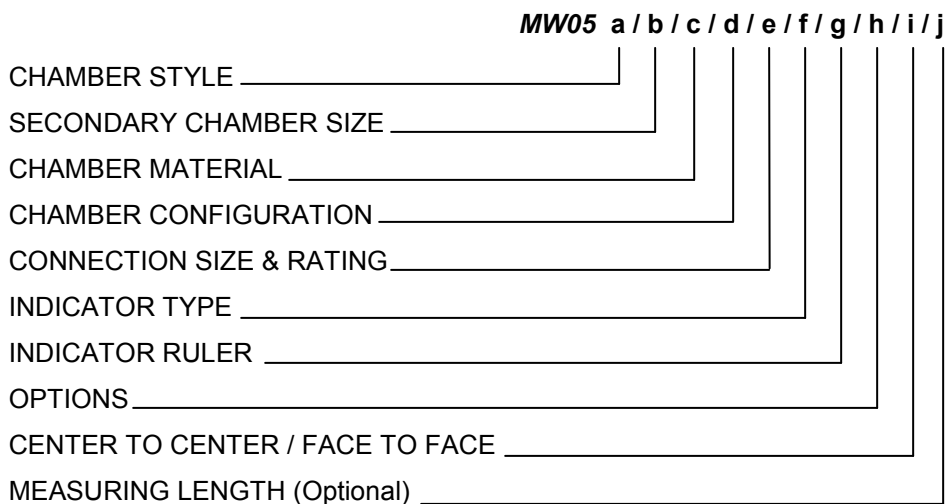 MW05 a / b / c / d / e / f / g / h / i / j
CHAMBER STYLE
SECONDARY CHAMBER SIZE
CHAMBER MATERIAL
CHAMBER CONFIGURATION
CONNECTION SIZE & RATING
INDICATOR TYPE
INDICATOR RULER
OPTIONS
CENTER TO CENTER / FACE TO FACE
MEASURING LENGTH (Optional)